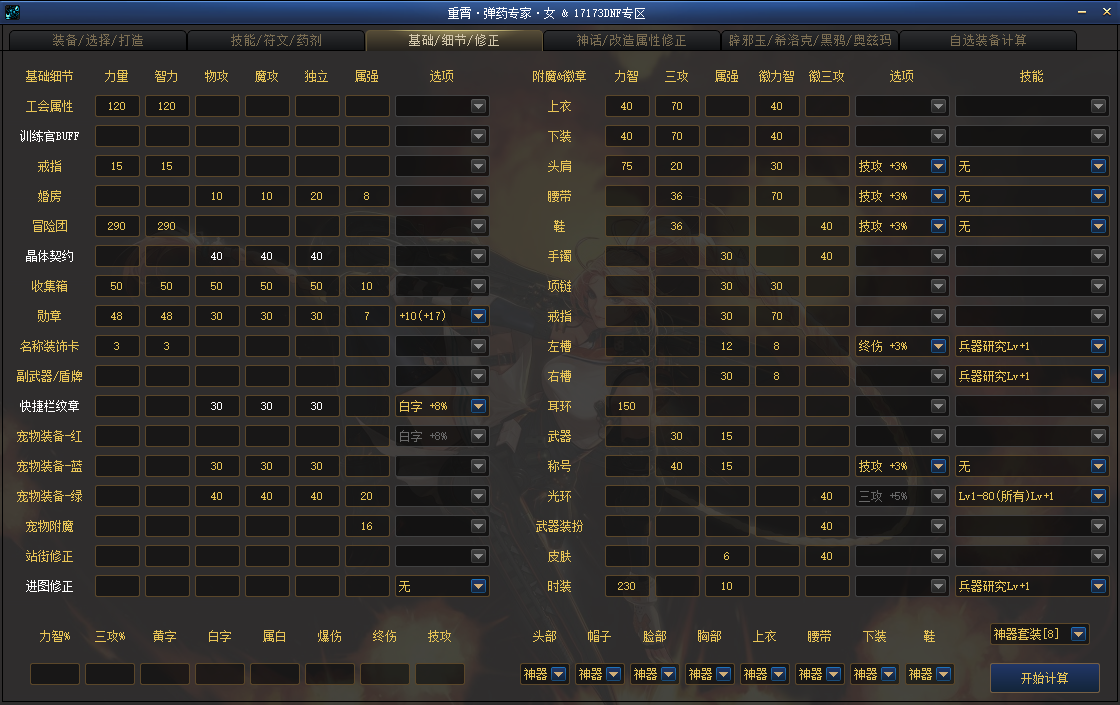 重霄·弹药专家·女 & 17173DNF专区
装备/选择/打造 技能/符文/药剂 基础/细节/修正 神话/改造属性修正 辟邪玉/希洛克/黑鸦/奥兹玛 自选装备计算
基础细节 力量 智力 物攻 魔攻 独立 属强 选项 附魔&徽章 力智 三攻 属强 徽力智 徽三攻 选项 技能
工会属性 120 120 上衣 40 70 40
训练官BUFF 下装 40 70 40
戒指 15 15 头肩 75 20 30 技攻 +3% 无
婚房 10 10 20 8 腰带 36 70 技攻 +3% 无
冒险团 290 290 鞋 36 40 技攻 +3% 无
晶体契约 40 40 40 手镯 30 40
收集箱 50 50 50 50 50 10 项链 30 30
勋章 48 48 30 30 30 7 +10(+17) 戒指 30 70
名称装饰卡 3 3 左槽 12 8 终伤 +3% 兵器研究Lv+1
副武器/盾牌 右槽 30 8 兵器研究Lv+1
快捷栏纹章 30 30 30 白字 +8% 耳环 150
宠物装备-红 白字 +8% 武器 30 15
宠物装备-蓝 30 30 30 称号 40 15 技攻 +3% 无
宠物装备-绿 40 40 40 20 光环 40 三攻 +5% Lv1-80(所有)Lv+1
宠物附魔 16 武器装扮 40
站街修正 皮肤 6 40
进图修正 无 时装 230 10 兵器研究Lv+1
力智% 三攻% 黄字 白字 属白 爆伤 终伤 技攻 头部 帽子 脸部 胸部 上衣 腰带 下装 鞋 神器套装[8]
神器 神器 神器 神器 神器 神器 神器 神器 开始计算